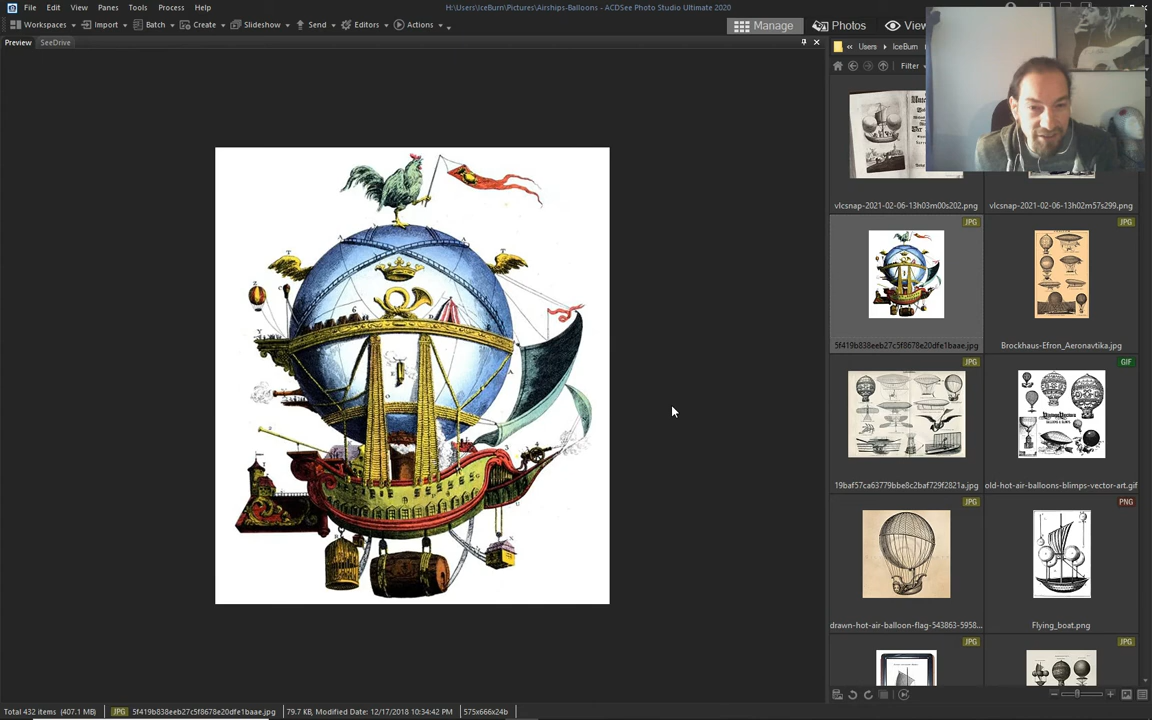 File Edit View Panes Tools Process Help
H:\Users\IceBurn\Pictures\Airships-Balloons - ACDSee Photo Studio Ultimate 2020
Workspaces Import Batch Create Slideshow Send Editors Actions
Manage Photos View
Preview SeeDrive
« Users IceBurn
Filter
vlcsnap-2021-02-06-13h03m00s202.png vlcsnap-2021-02-06-13h02m57s299.png
JPG JPG
5f419b838eeb27c5f8678e20dfe1baae.jpg Brockhaus-Efron_Aeronavtika.jpg
JPG GIF
19baf57ca63779bbe8c2baf729f2821a.jpg old-hot-air-balloons-blimps-vector-art.gif
JPG PNG
drawn-hot-air-balloon-flag-543863-5958... Flying_boat.png
JPG JPG
Total 432 items (407.1 MB) JPG 5f419b838eeb27c5f8678e20dfe1baae.jpg 79.7 KB, Modified Date: 12/17/2018 10:34:42 PM 575x666x24b